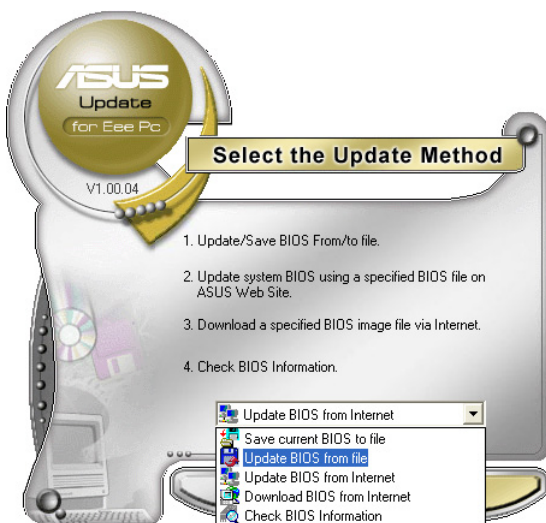 ASUS
Update
for Eee Pc
Select the Update Method
V1.00.04
1. Update/Save BIOS From/to file.
2. Update system BIOS using a specified BIOS file on
ASUS Web Site.
3. Download a specified BIOS image file via Internet.
4. Check BIOS Information.
Update BIOS from Internet
Save current BIOS to file
Update BIOS from file
Update BIOS from Internet
Download BIOS from Internet
Check BIOS Information